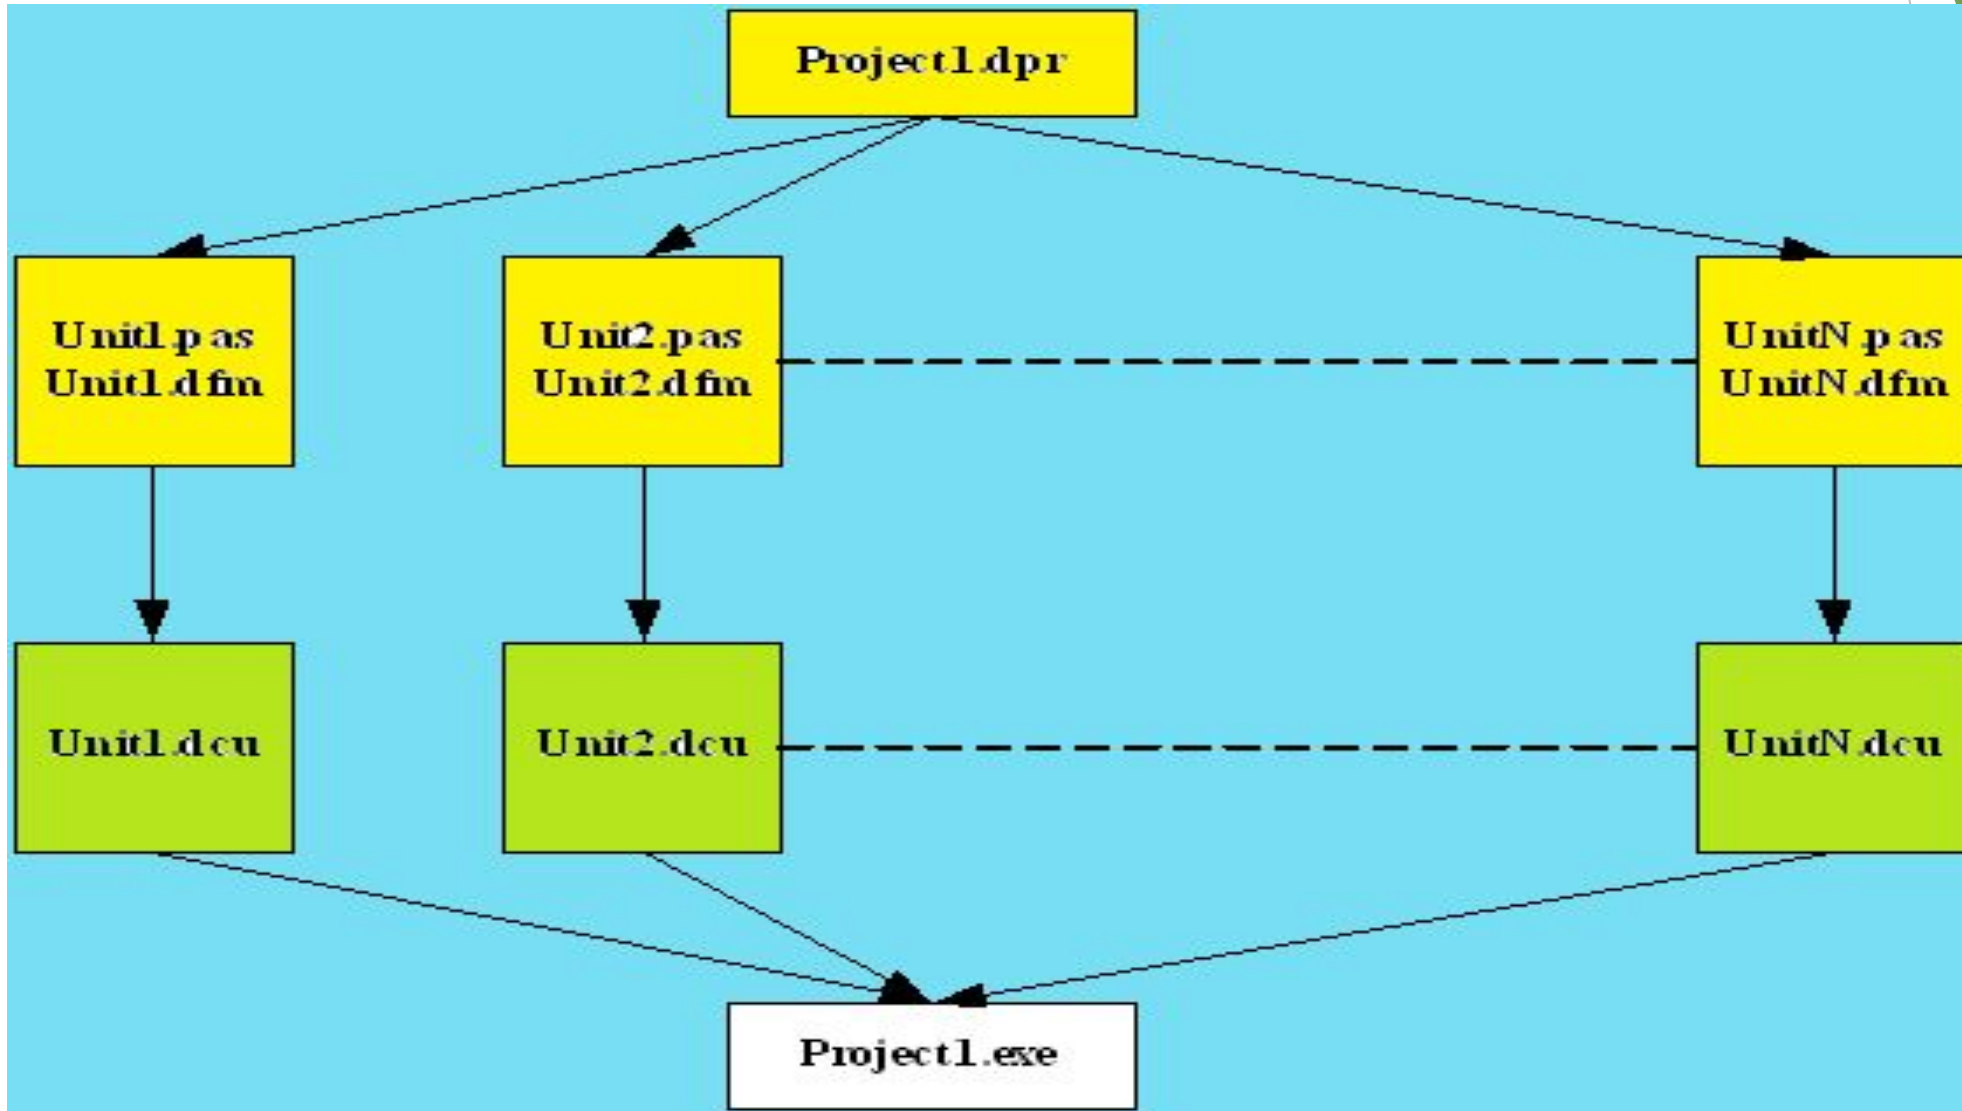 Project1.dpr
Unit1.pas
Unit1.dfm
Unit2.pas
Unit2.dfm
UnitN.pas
UnitN.dfm
Unit1.dcu
Unit2.dcu
UnitN.dcu
Project1.exe